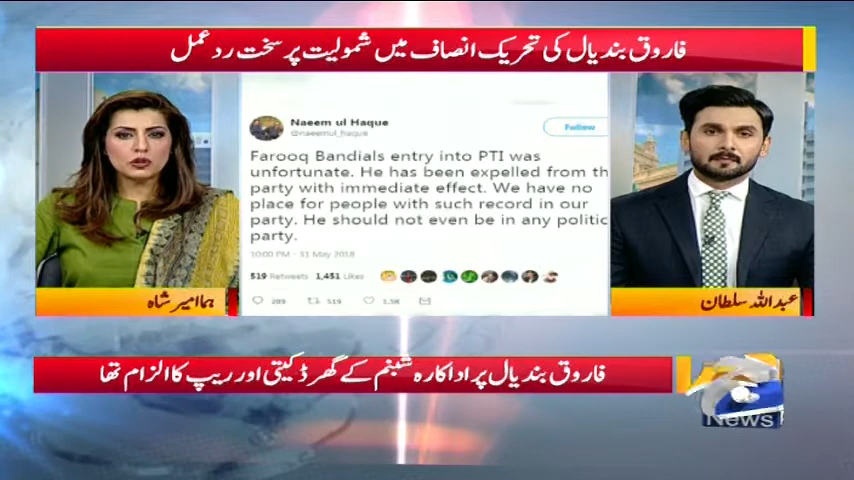 فاروق بندیال کی تحریک انصاف میں شمولیت پر سخت رد عمل
Naeem ul Haque
@naeemul_haque
Follow
Farooq Bandials entry into PTI was
unfortunate. He has been expelled from th
party with immediate effect. We have no
place for people with such record in our
party. He should not even be in any politic
party.
10:00 PM - 31 May 2018
519 Retweets 1,451 Likes
289 519 1.5K
ہما امیر شاہ
عبداللہ سلطان
فاروق بندیال پر اداکارہ شبنم کے گھر ڈکیتی اور ریپ کا الزام تھا
News